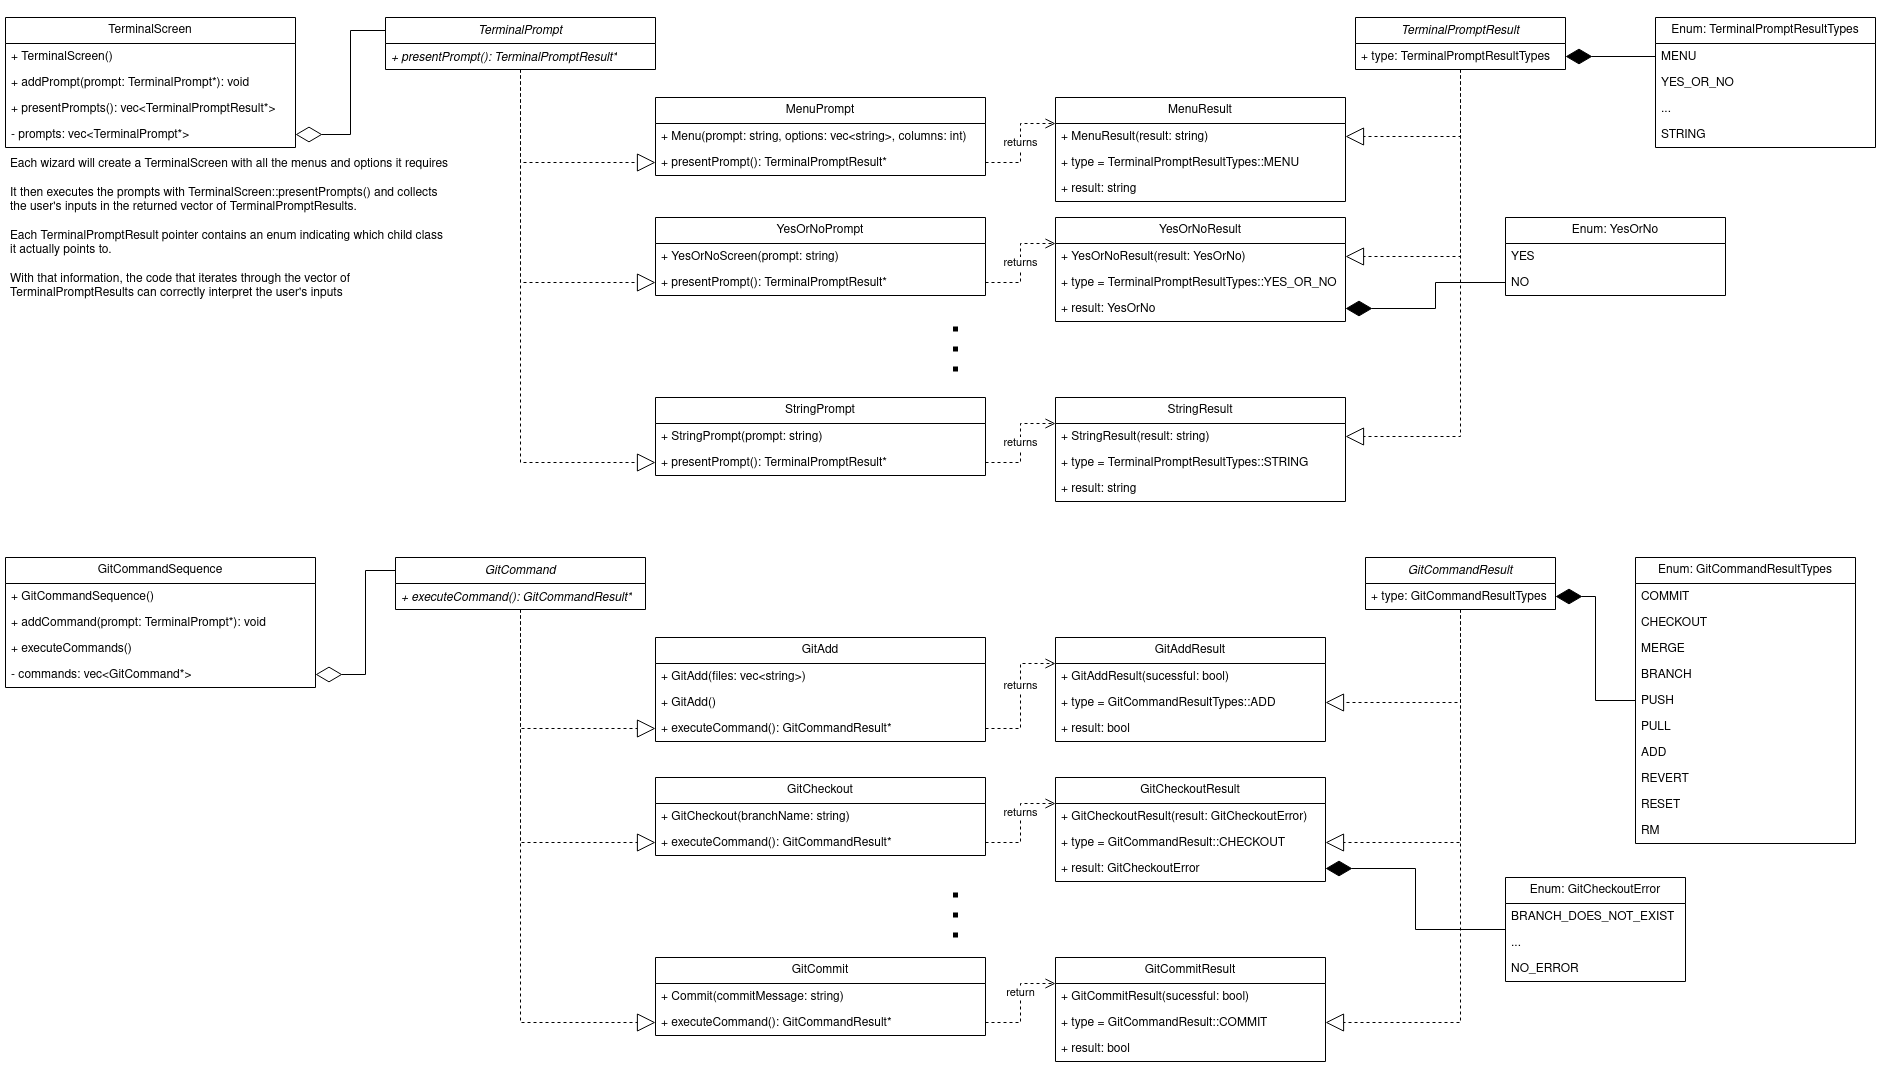 TerminalScreen
+ TerminalScreen()
+ addPrompt(prompt: TerminalPrompt*): void
+ presentPrompts(): vec<TerminalPromptResult*>
- prompts: vec<TerminalPrompt*>
Each wizard will create a TerminalScreen with all the menus and options it requires
It then executes the prompts with TerminalScreen::presentPrompts() and collects
the user's inputs in the returned vector of TerminalPromptResults.
Each TerminalPromptResult pointer contains an enum indicating which child class
it actually points to.
With that information, the code that iterates through the vector of
TerminalPromptResults can correctly interpret the user's inputs
TerminalPrompt
+ presentPrompt(): TerminalPromptResult*
MenuPrompt
+ Menu(prompt: string, options: vec<string>, columns: int)
+ presentPrompt(): TerminalPromptResult*
returns
MenuResult
+ MenuResult(result: string)
+ type = TerminalPromptResultTypes::MENU
+ result: string
TerminalPromptResult
+ type: TerminalPromptResultTypes
Enum: TerminalPromptResultTypes
MENU
YES_OR_NO
...
STRING
YesOrNoPrompt
+ YesOrNoScreen(prompt: string)
+ presentPrompt(): TerminalPromptResult*
returns
YesOrNoResult
+ YesOrNoResult(result: YesOrNo)
+ type = TerminalPromptResultTypes::YES_OR_NO
+ result: YesOrNo
Enum: YesOrNo
YES
NO
StringPrompt
+ StringPrompt(prompt: string)
+ presentPrompt(): TerminalPromptResult*
returns
StringResult
+ StringResult(result: string)
+ type = TerminalPromptResultTypes::STRING
+ result: string
GitCommandSequence
+ GitCommandSequence()
+ addCommand(prompt: TerminalPrompt*): void
+ executeCommands()
- commands: vec<GitCommand*>
GitCommand
+ executeCommand(): GitCommandResult*
GitAdd
+ GitAdd(files: vec<string>)
+ GitAdd()
+ executeCommand(): GitCommandResult*
returns
GitAddResult
+ GitAddResult(sucessful: bool)
+ type = GitCommandResultTypes::ADD
+ result: bool
GitCommandResult
+ type: GitCommandResultTypes
Enum: GitCommandResultTypes
COMMIT
CHECKOUT
MERGE
BRANCH
PUSH
PULL
ADD
REVERT
RESET
RM
GitCheckout
+ GitCheckout(branchName: string)
+ executeCommand(): GitCommandResult*
returns
GitCheckoutResult
+ GitCheckoutResult(result: GitCheckoutError)
+ type = GitCommandResult::CHECKOUT
+ result: GitCheckoutError
Enum: GitCheckoutError
BRANCH_DOES_NOT_EXIST
...
NO_ERROR
GitCommit
+ Commit(commitMessage: string)
+ executeCommand(): GitCommandResult*
return
GitCommitResult
+ GitCommitResult(sucessful: bool)
+ type = GitCommandResult::COMMIT
+ result: bool